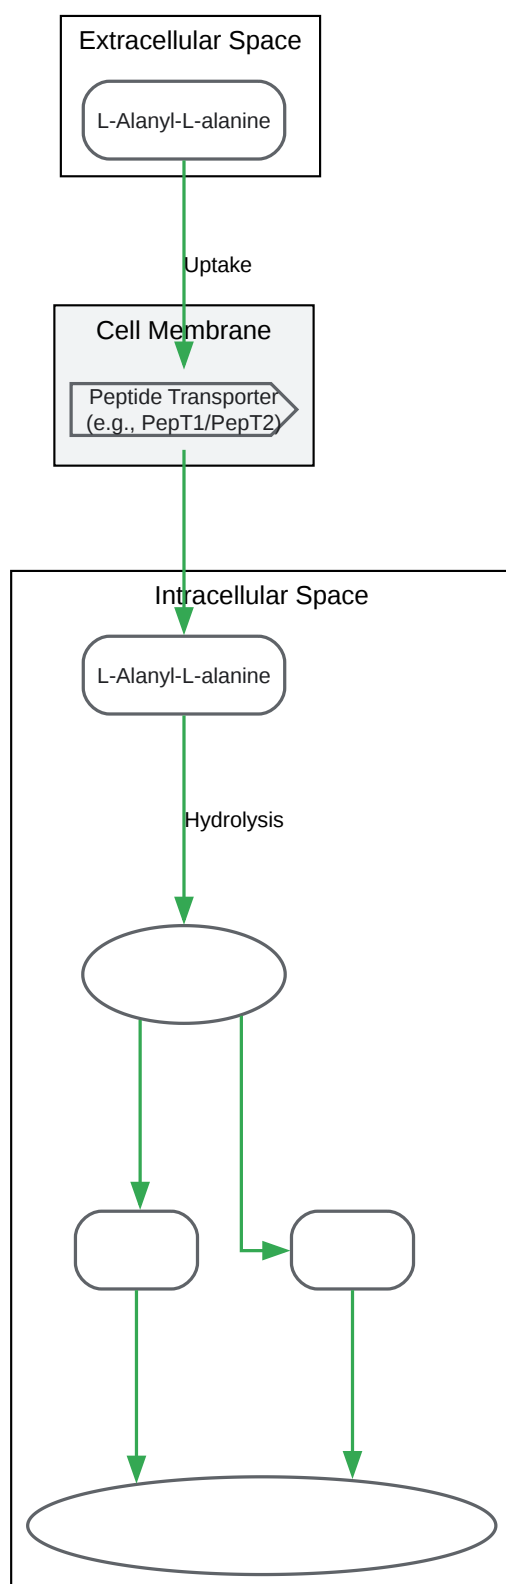 Extracellular Space
L-Alanyl-L-alanine
Uptake
Cell Membrane
Peptide Transporter
(e.g., PepT1/PepT2)
Intracellular Space
L-Alanyl-L-alanine
Hydrolysis